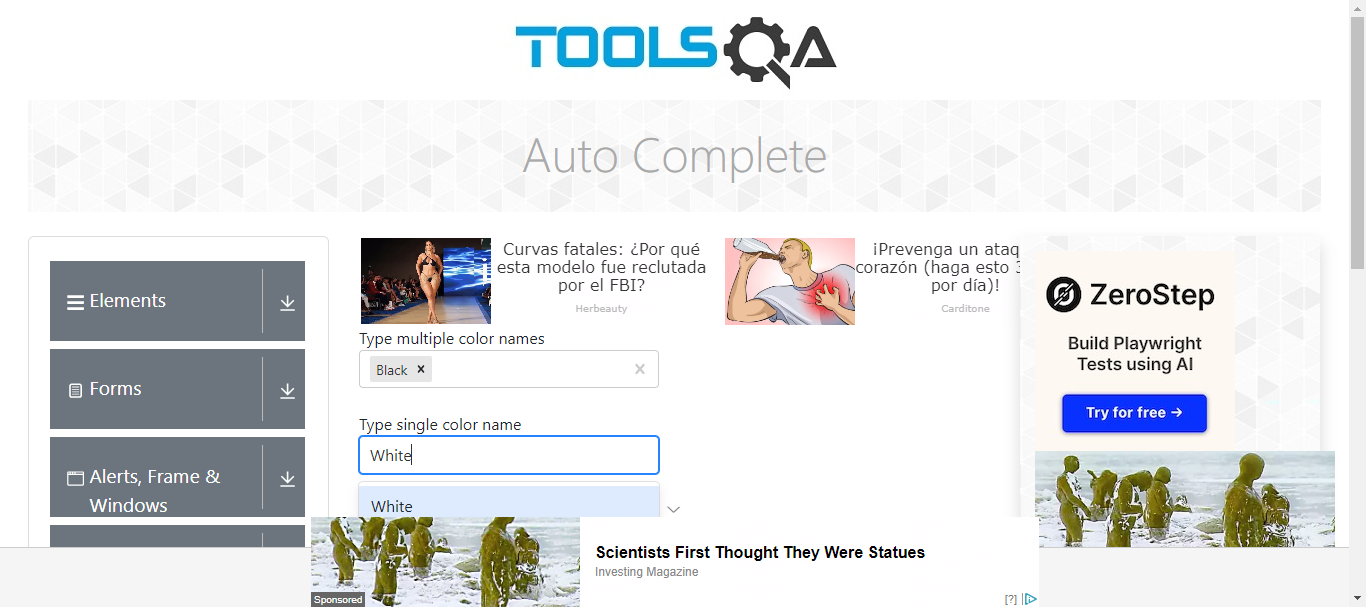 TOOLSQA
Auto Complete
Elements
Forms
Alerts, Frame &
Windows
Curvas fatales: ¿Por qué
esta modelo fue reclutada
por el FBI?
Herbeauty
¡Prevenga un ataq
corazón (haga esto 3
por día)!
Carditone
Type multiple color names
Black ×
Type single color name
White
White
ZeroStep
Build Playwright
Tests using AI
Try for free →
Scientists First Thought They Were Statues
Investing Magazine
Sponsored
[?]